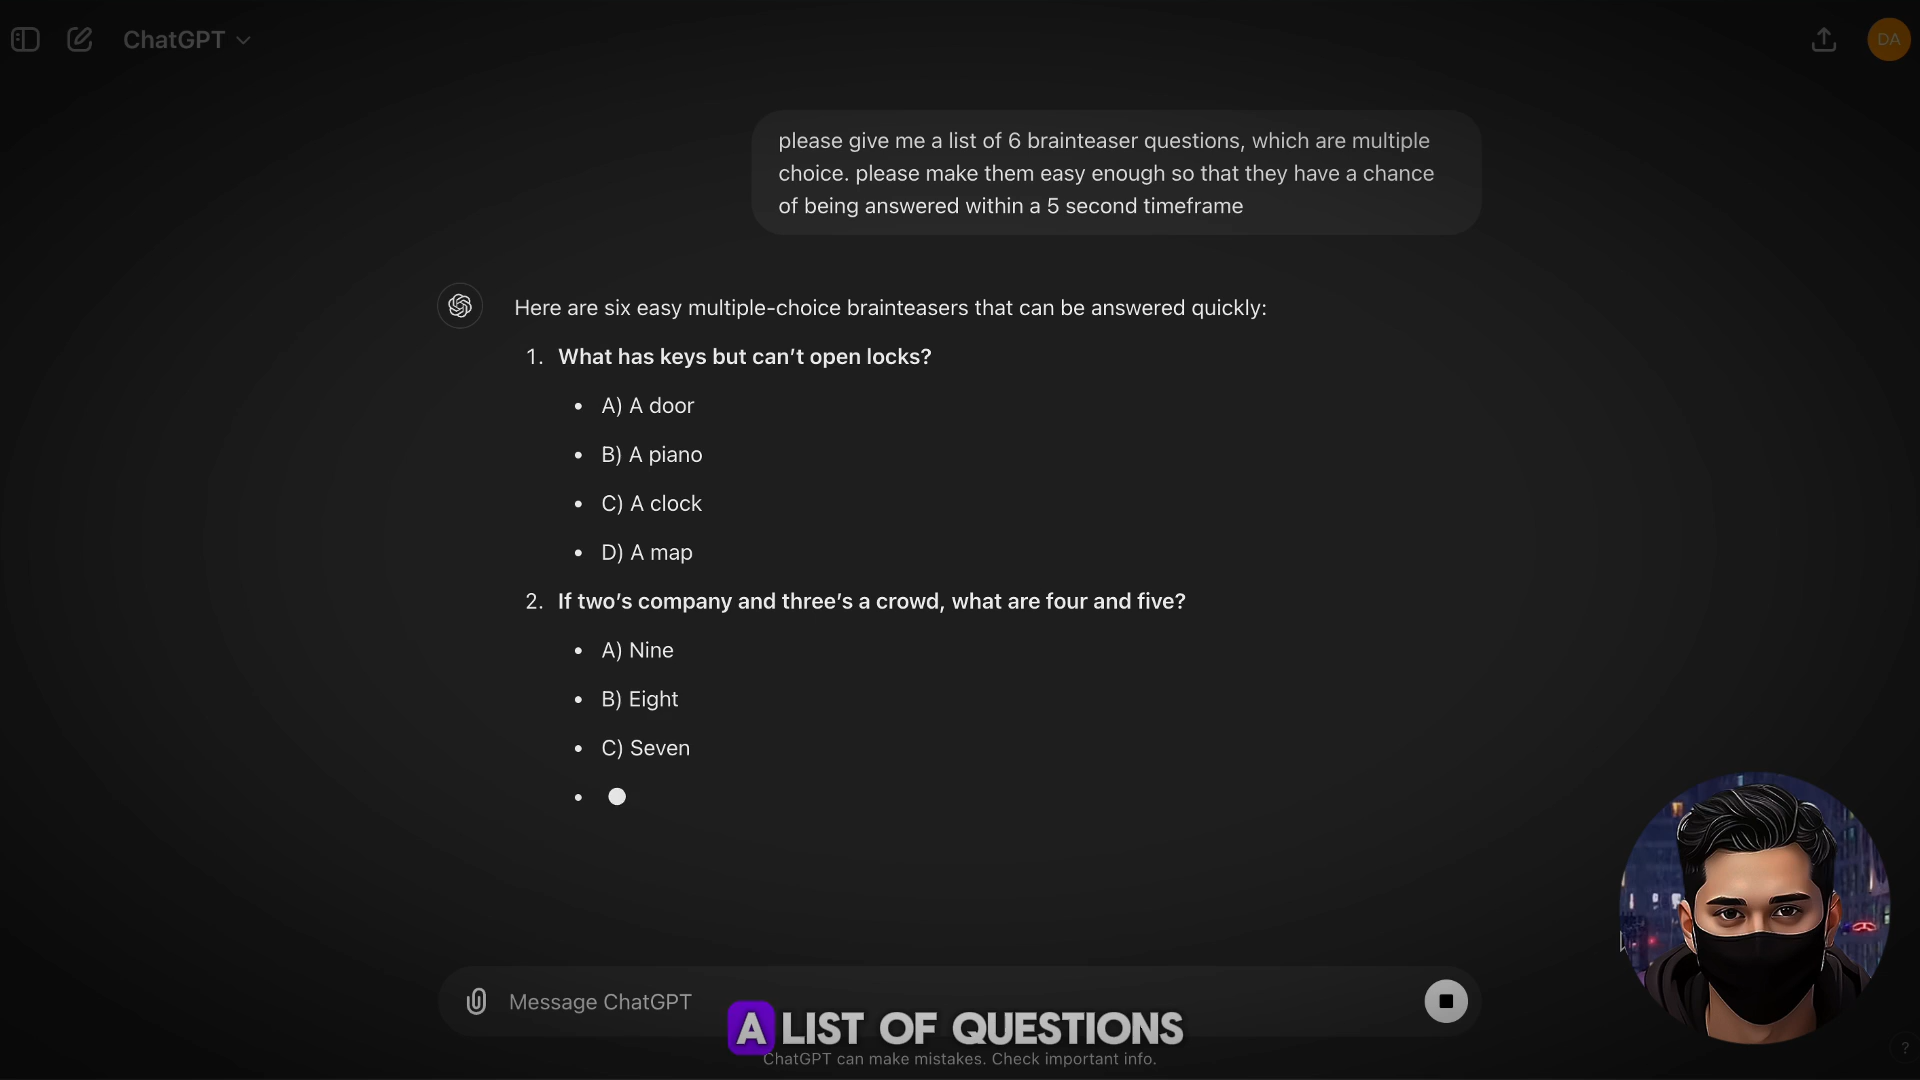 ChatGPT
DA
please give me a list of 6 brainteaser questions, which are multiple
choice. please make them easy enough so that they have a chance
of being answered within a 5 second timeframe
Here are six easy multiple-choice brainteasers that can be answered quickly:
1. What has keys but can’t open locks?
• A) A door
• B) A piano
• C) A clock
• D) A map
2. If two’s company and three’s a crowd, what are four and five?
• A) Nine
• B) Eight
• C) Seven
•
Message ChatGPT
A LIST OF QUESTIONS
ChatGPT can make mistakes. Check important info.
?